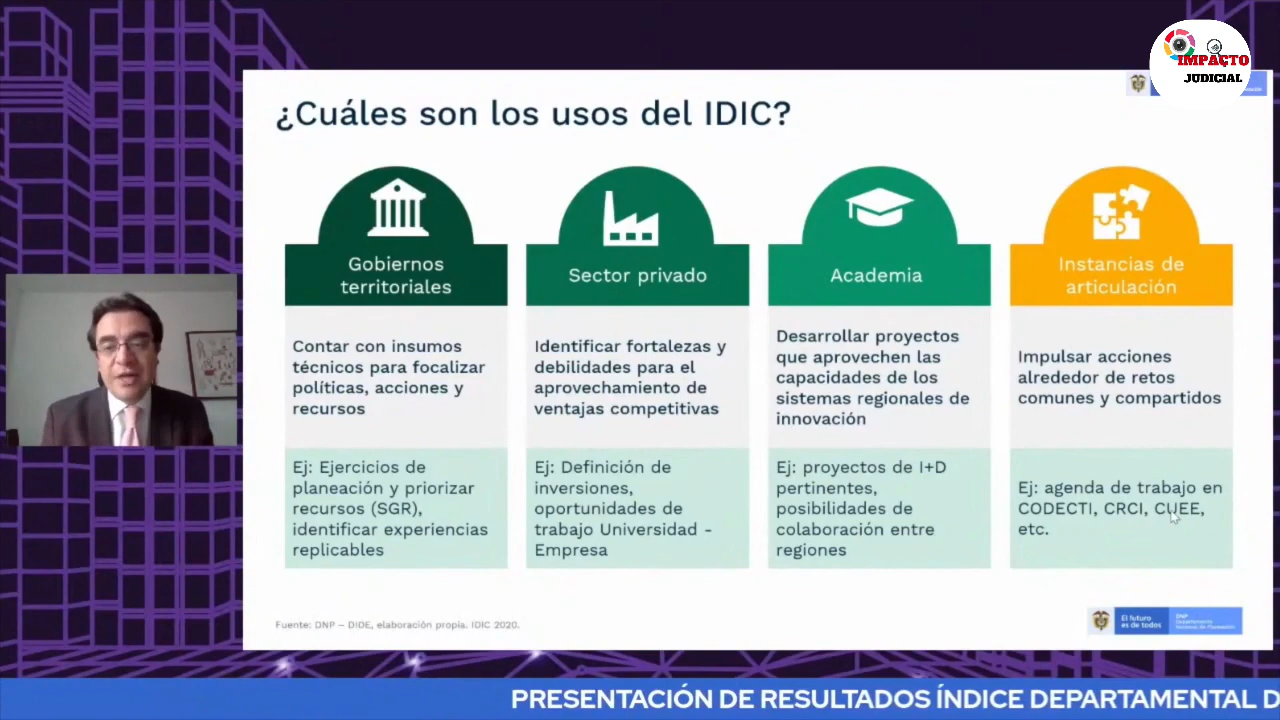 IMPACTO
JUDICIAL
¿Cuáles son los usos del IDIC?
Gobiernos
territoriales
Contar con insumos
técnicos para focalizar
políticas, acciones y
recursos
Ej: Ejercicios de
planeación y priorizar
recursos (SGR),
identificar experiencias
replicables
Sector privado
Identificar fortalezas y
debilidades para el
aprovechamiento de
ventajas competitivas
Ej: Definición de
inversiones,
oportunidades de
trabajo Universidad -
Empresa
Academia
Desarrollar proyectos
que aprovechen las
capacidades de los
sistemas regionales de
innovación
Ej: proyectos de I+D
pertinentes,
posibilidades de
colaboración entre
regiones
Instancias de
articulación
Impulsar acciones
alrededor de retos
comunes y compartidos
Ej: agenda de trabajo en
CODECTI, CRCI, CUEE,
etc.
Fuente: DNP – DIDE, elaboración propia. IDIC 2020.
El futuro
es de todos
DNP
Departamento
Nacional de Planeación
PRESENTACIÓN DE RESULTADOS ÍNDICE DEPARTAMENTAL D